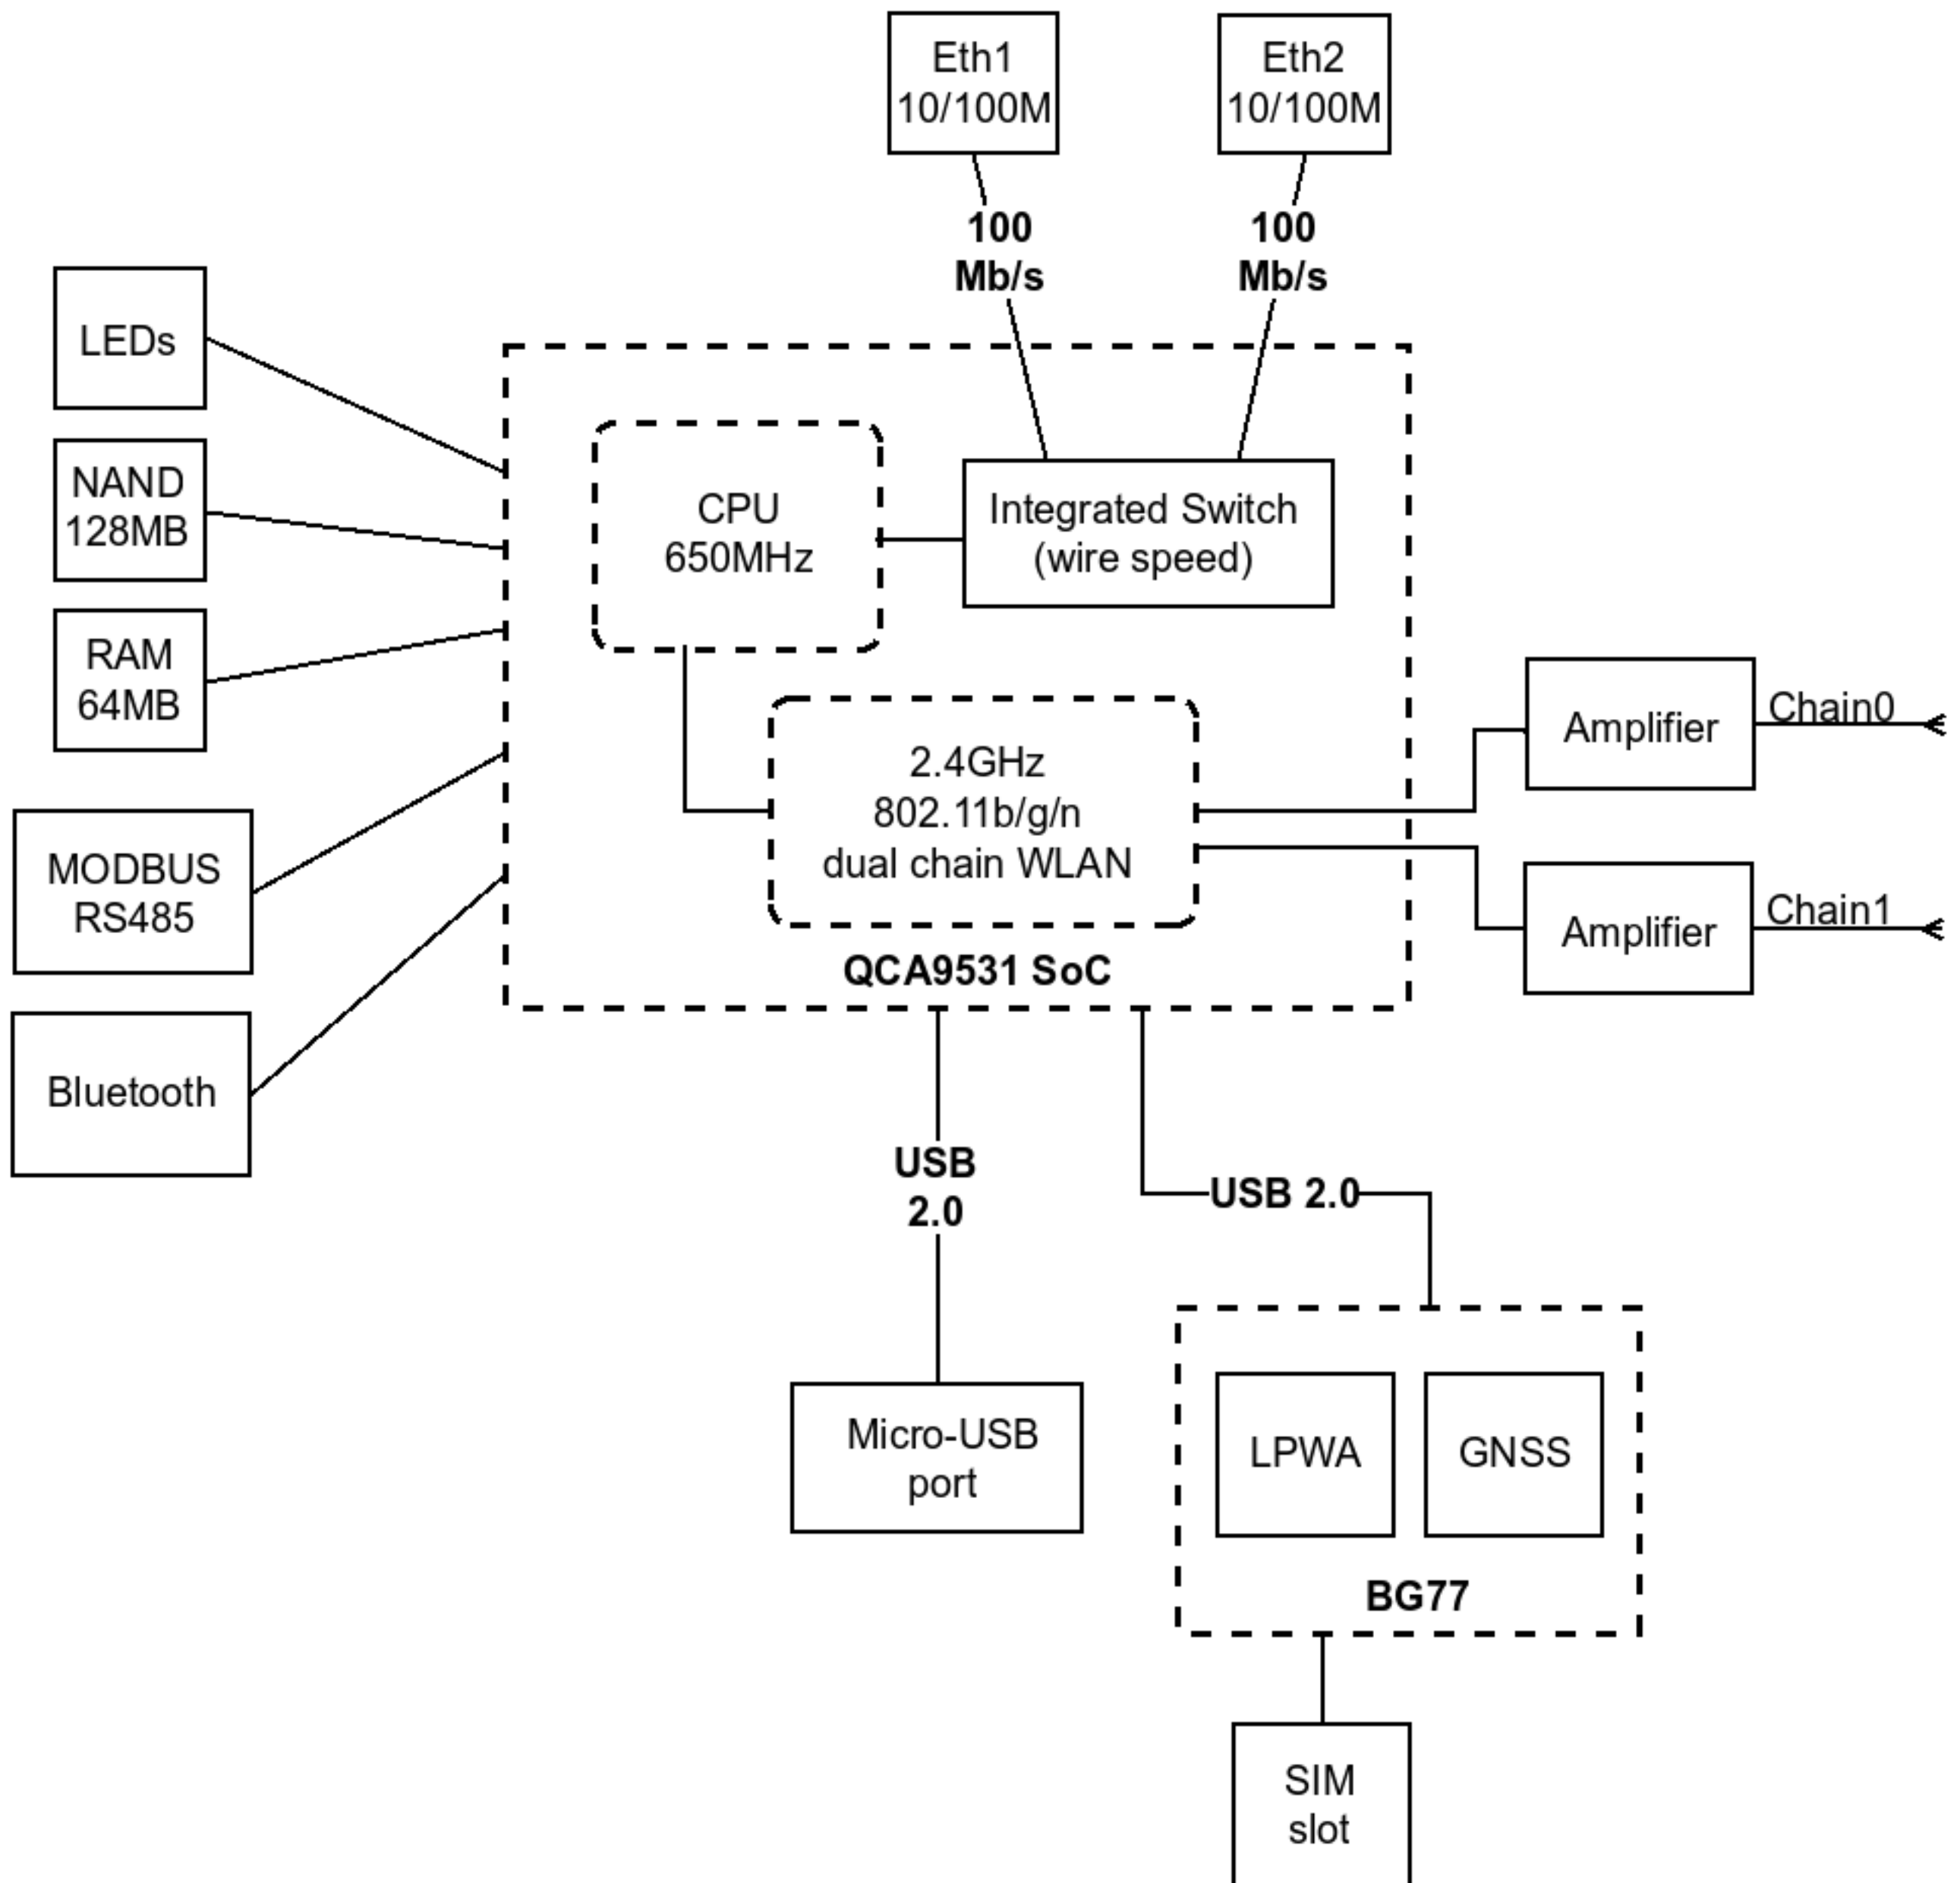 Eth1
10/100M
Eth2
10/100M
100
Mb/s
100
Mb/s
LEDs
NAND
128MB
RAM
64MB
MODBUS
RS485
Bluetooth
CPU
650MHz
Integrated Switch
(wire speed)
2.4GHz
802.11b/g/n
dual chain WLAN
QCA9531 SoC
Amplifier
Chain0
Amplifier
Chain1
USB
2.0
USB 2.0
Micro-USB
port
LPWA
GNSS
BG77
SIM
slot